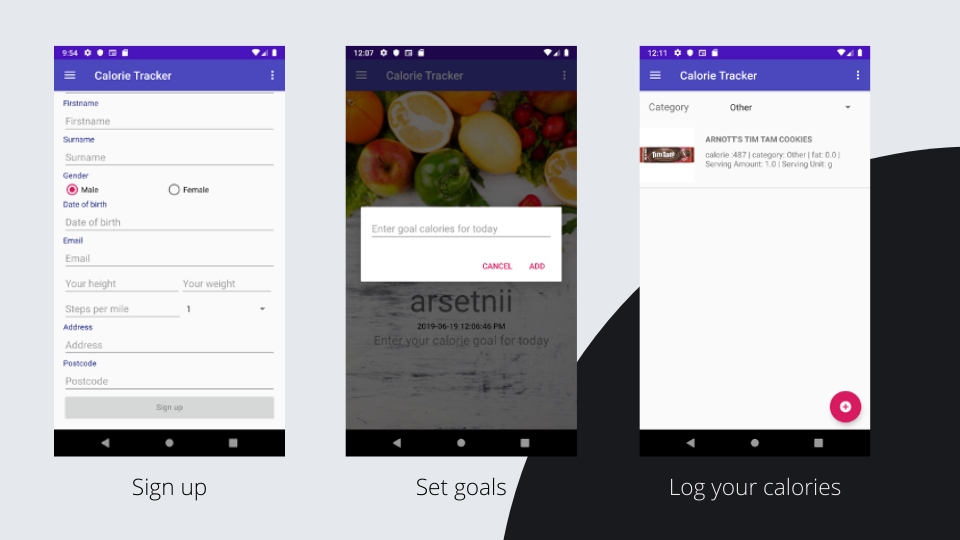 9:54
Calorie Tracker
Firstname
Firstname
Surname
Surname
Gender
Male Female
Date of birth
Date of birth
Email
Email
Your height Your weight
Steps per mile 1
Address
Address
Postcode
Postcode
Sign up
Sign up
12:07
Calorie Tracker
Enter goal calories for today
CANCEL ADD
arsetnii
2019-06-19 12:06:46 PM
Enter your calorie goal for today
Set goals
12:11
Calorie Tracker
Category Other
TimTam
ARNOTT'S TIM TAM COOKIES
calorie :487 | category: Other | fat: 0.0 |
Serving Amount: 1.0 | Serving Unit: g
Log your calories